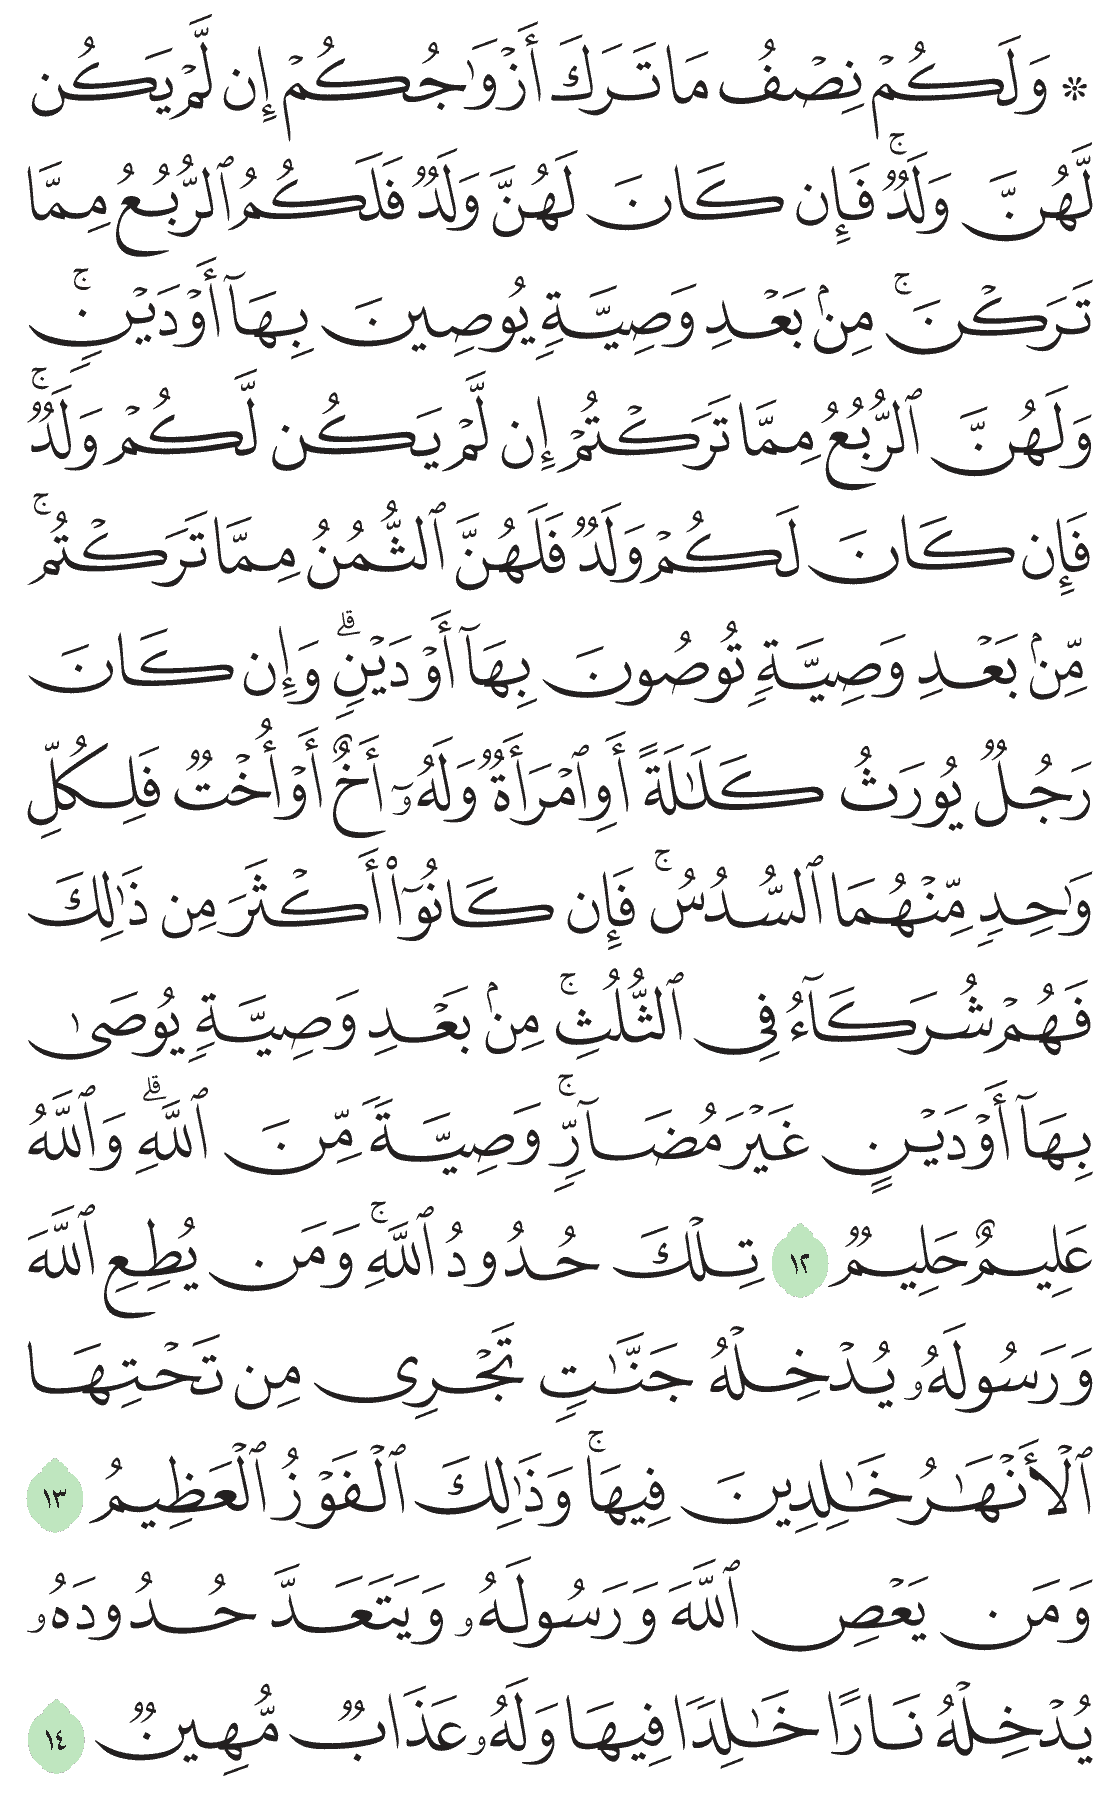 ۞ وَلَكُمۡ نِصۡفُ مَا تَرَكَ أَزۡوَٰجُكُمۡ إِن لَّمۡ يَكُن
لَّهُنَّ وَلَدٞۚ فَإِن كَانَ لَهُنَّ وَلَدٞ فَلَكُمُ ٱلرُّبُعُ مِمَّا
تَرَكۡنَۚ مِنۢ بَعۡدِ وَصِيَّةٖ يُوصِينَ بِهَآ أَوۡ دَيۡنٖۚ
وَلَهُنَّ ٱلرُّبُعُ مِمَّا تَرَكۡتُمۡ إِن لَّمۡ يَكُن لَّكُمۡ وَلَدٞۚ
فَإِن كَانَ لَكُمۡ وَلَدٞ فَلَهُنَّ ٱلثُّمُنُ مِمَّا تَرَكۡتُمۚ
مِّنۢ بَعۡدِ وَصِيَّةٖ تُوصُونَ بِهَآ أَوۡ دَيۡنٖۗ وَإِن كَانَ
رَجُلٞ يُورَثُ كَلَٰلَةً أَوِ ٱمۡرَأَةٞ وَلَهُۥٓ أَخٌ أَوۡ أُخۡتٞ فَلِكُلِّ
وَٰحِدٖ مِّنۡهُمَا ٱلسُّدُسُۚ فَإِن كَانُوٓاْ أَكۡثَرَ مِن ذَٰلِكَ
فَهُمۡ شُرَكَآءُ فِي ٱلثُّلُثِۚ مِنۢ بَعۡدِ وَصِيَّةٖ يُوصَىٰ
بِهَآ أَوۡ دَيۡنٍ غَيۡرَ مُضَآرّٖۚ وَصِيَّةٗ مِّنَ ٱللَّهِۗ وَٱللَّهُ
عَلِيمٌ حَلِيمٞ ١٢ تِلۡكَ حُدُودُ ٱللَّهِۚ وَمَن يُطِعِ ٱللَّهَ
وَرَسُولَهُۥ يُدۡخِلۡهُ جَنَّٰتٖ تَجۡرِي مِن تَحۡتِهَا
ٱلۡأَنۡهَٰرُ خَٰلِدِينَ فِيهَاۚ وَذَٰلِكَ ٱلۡفَوۡزُ ٱلۡعَظِيمُ ١٣
وَمَن يَعۡصِ ٱللَّهَ وَرَسُولَهُۥ وَيَتَعَدَّ حُدُودَهُۥ
يُدۡخِلۡهُ نَارًا خَٰلِدٗا فِيهَا وَلَهُۥ عَذَابٞ مُّهِينٞ ١٤